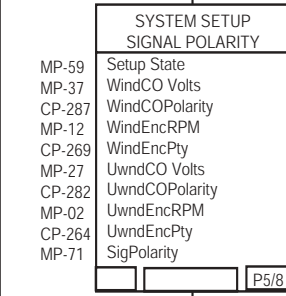 SYSTEM SETUP
SIGNAL POLARITY
MP-59 Setup State
MP-37 WindCO Volts
CP-287 WindCOPolarity
MP-12 WindEncRPM
CP-269 WindEncPty
MP-27 UwndCO Volts
CP-282 UwndCOPolarity
MP-02 UwndEncRPM
CP-264 UwndEncPty
MP-71 SigPolarity
P5/8